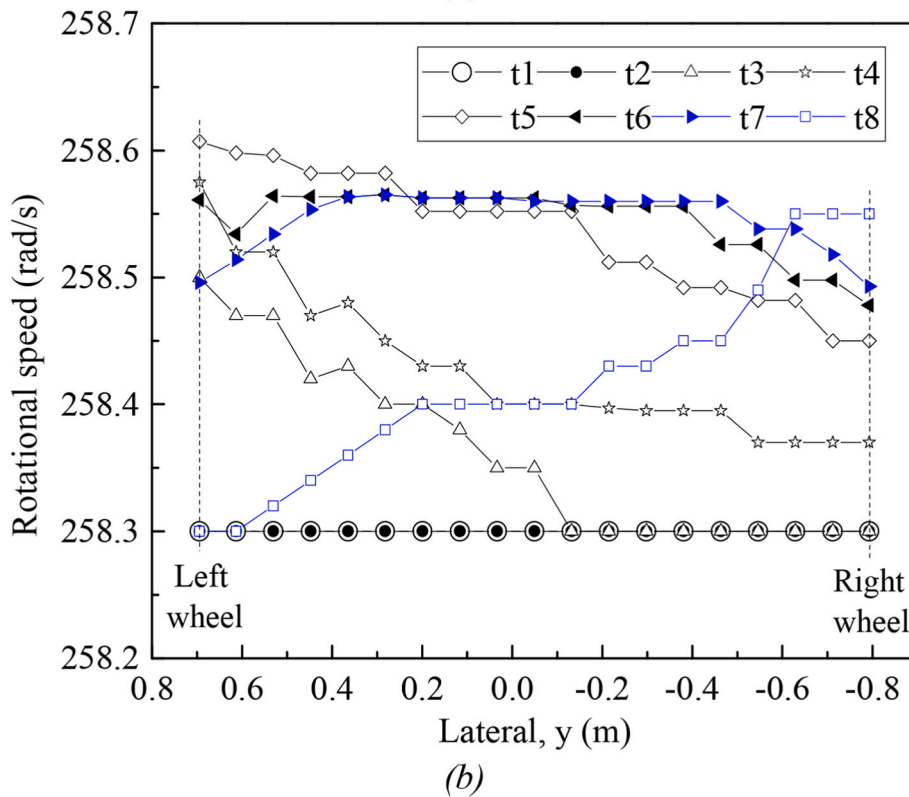 258.7
t1 t2 t3 t4
t5 t6 t7 t8
258.6
258.5
258.4
258.3
258.2
Rotational speed (rad/s)
Left
wheel
Right
wheel
0.8 0.6 0.4 0.2 0.0 -0.2 -0.4 -0.6 -0.8
Lateral, y (m)
(b)